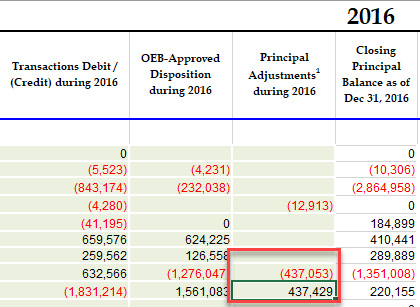 2016
Transactions Debit / (Credit) during 2016
OEB-Approved Disposition during 2016
Principal Adjustments¹ during 2016
Closing Principal Balance as of Dec 31, 2016
0 0
(5,523) (4,231) (10,306)
(843,174) (232,038) (2,864,958)
(4,280) (12,913) 0
(41,195) 0 184,899
659,576 624,225 410,441
259,562 126,558 289,889
632,566 (1,276,047 (437,053) (1,351,008)
(1,831,214) 1,561,083 437,429 220,155